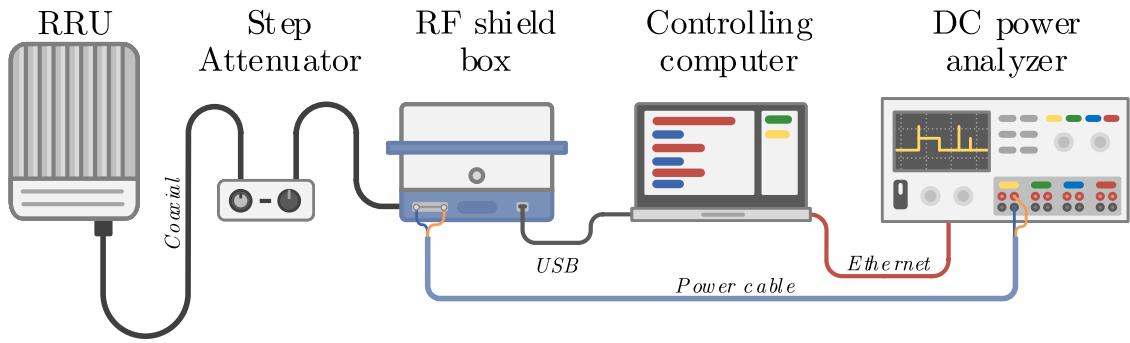 RRU
Step
Attenuator
RF shield
box
Controlling
computer
DC power
analyzer
Coaxial
USB
Ethernet
Power cable